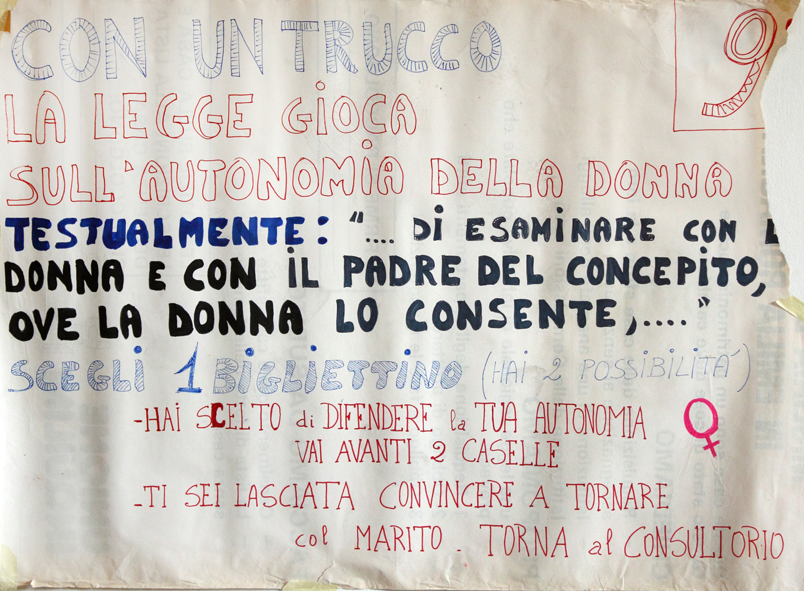 CON UN TRUCCO
9
LA LEGGE GIOCA
SULL'AUTONOMIA DELLA DONNA
TESTUALMENTE: ".... DI ESAMINARE CON L
DONNA E CON IL PADRE DEL CONCEPITO,
OVE LA DONNA LO CONSENTE,...."
SCEGLI 1 BIGLIETTINO (HAI 2 POSSIBILITA')
-HAI SCELTO di DIFENDERE la TUA AUTONOMIA
VAI AVANTI 2 CASELLE
-TI SEI LASCIATA CONVINCERE A TORNARE
col MARITO - TORNA al CONSULTORIO